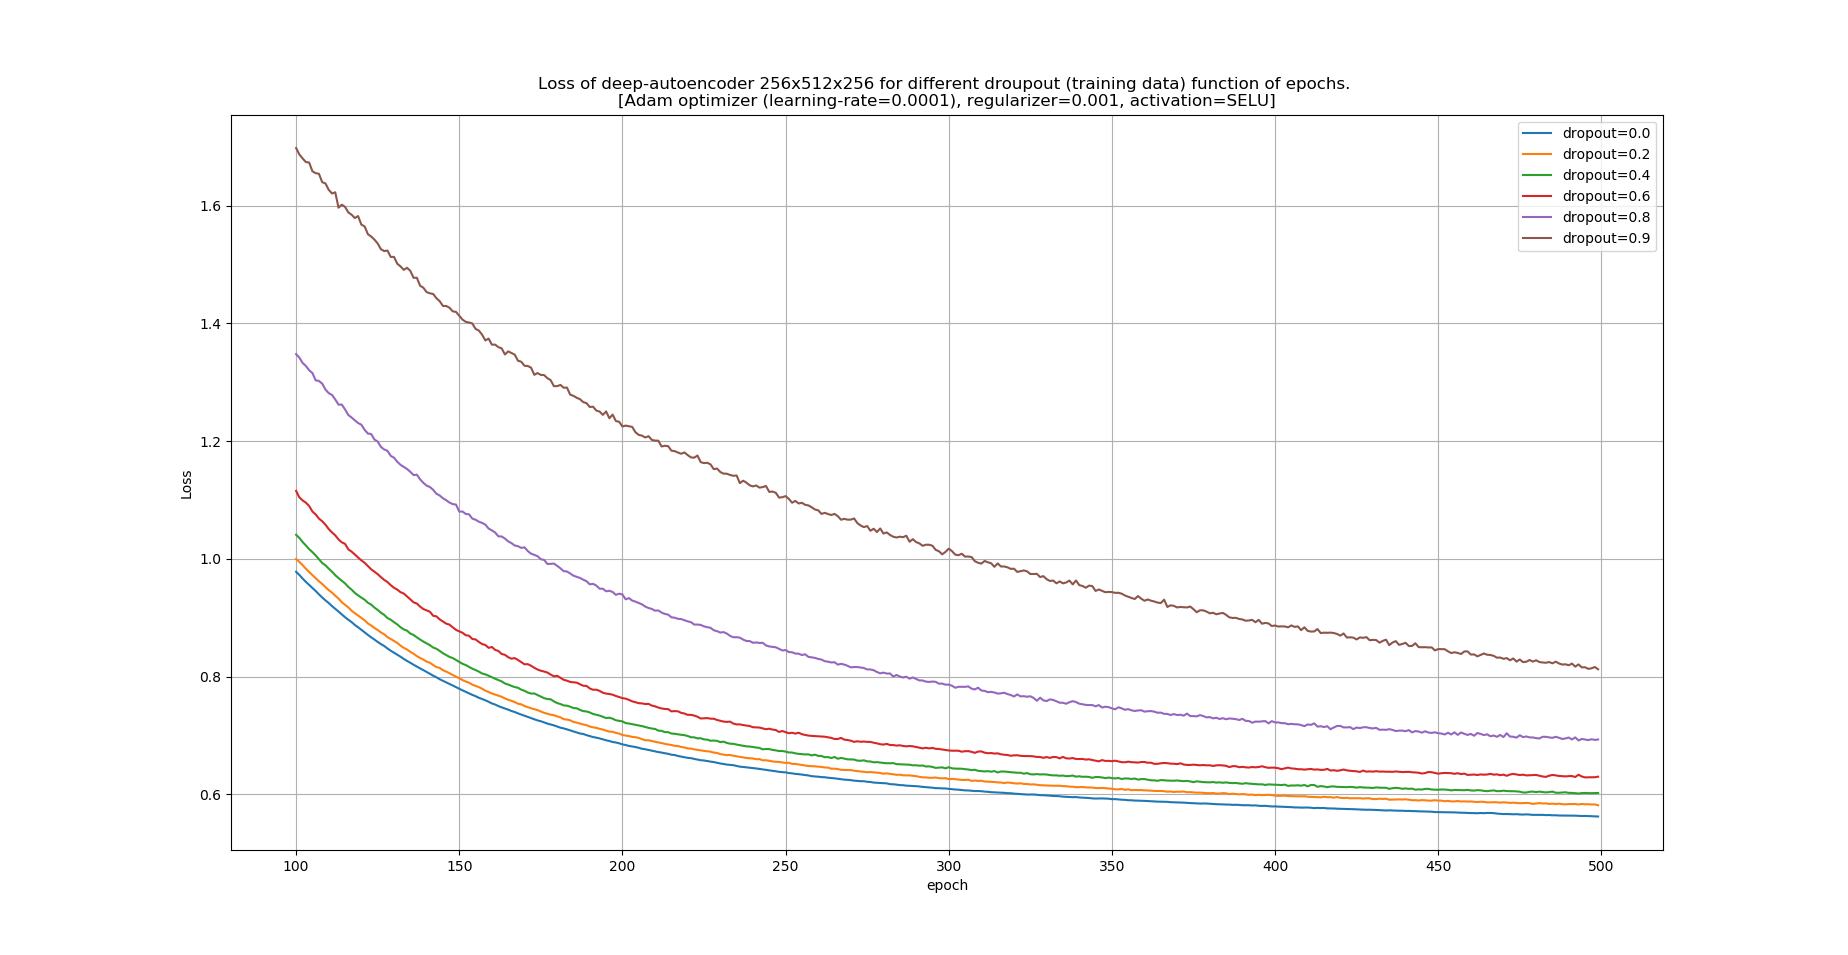 Loss of deep-autoencoder 256x512x256 for different droupout (training data) function of epochs.
[Adam optimizer (learning-rate=0.0001), regularizer=0.001, activation=SELU]
dropout=0.0
dropout=0.2
dropout=0.4
dropout=0.6
dropout=0.8
dropout=0.9
1.6
1.4
1.2
1.0
0.8
0.6
Loss
100
150
200
250
300
350
400
450
500
epoch